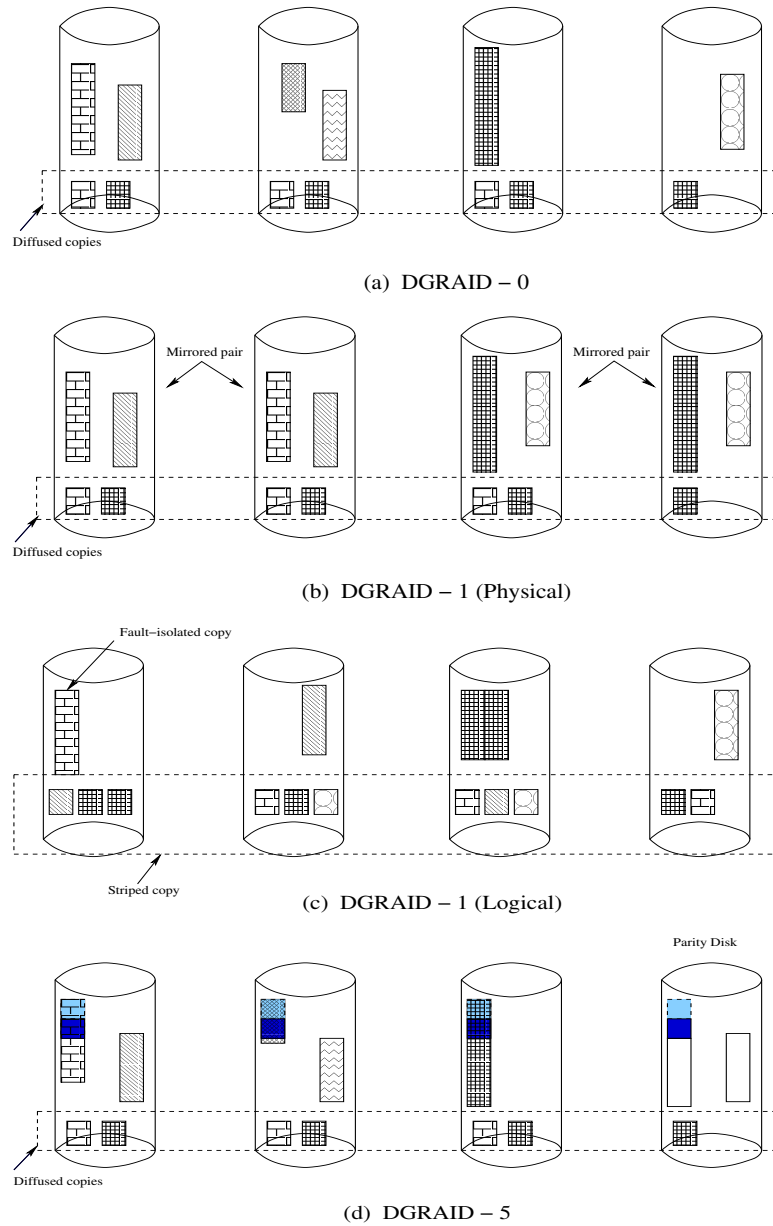 Diffused copies
(a) DGRAID − 0
Mirrored pair
Mirrored pair
Diffused copies
(b) DGRAID − 1 (Physical)
Fault−isolated copy
Striped copy
(c) DGRAID − 1 (Logical)
Parity Disk
Diffused copies
(d) DGRAID − 5